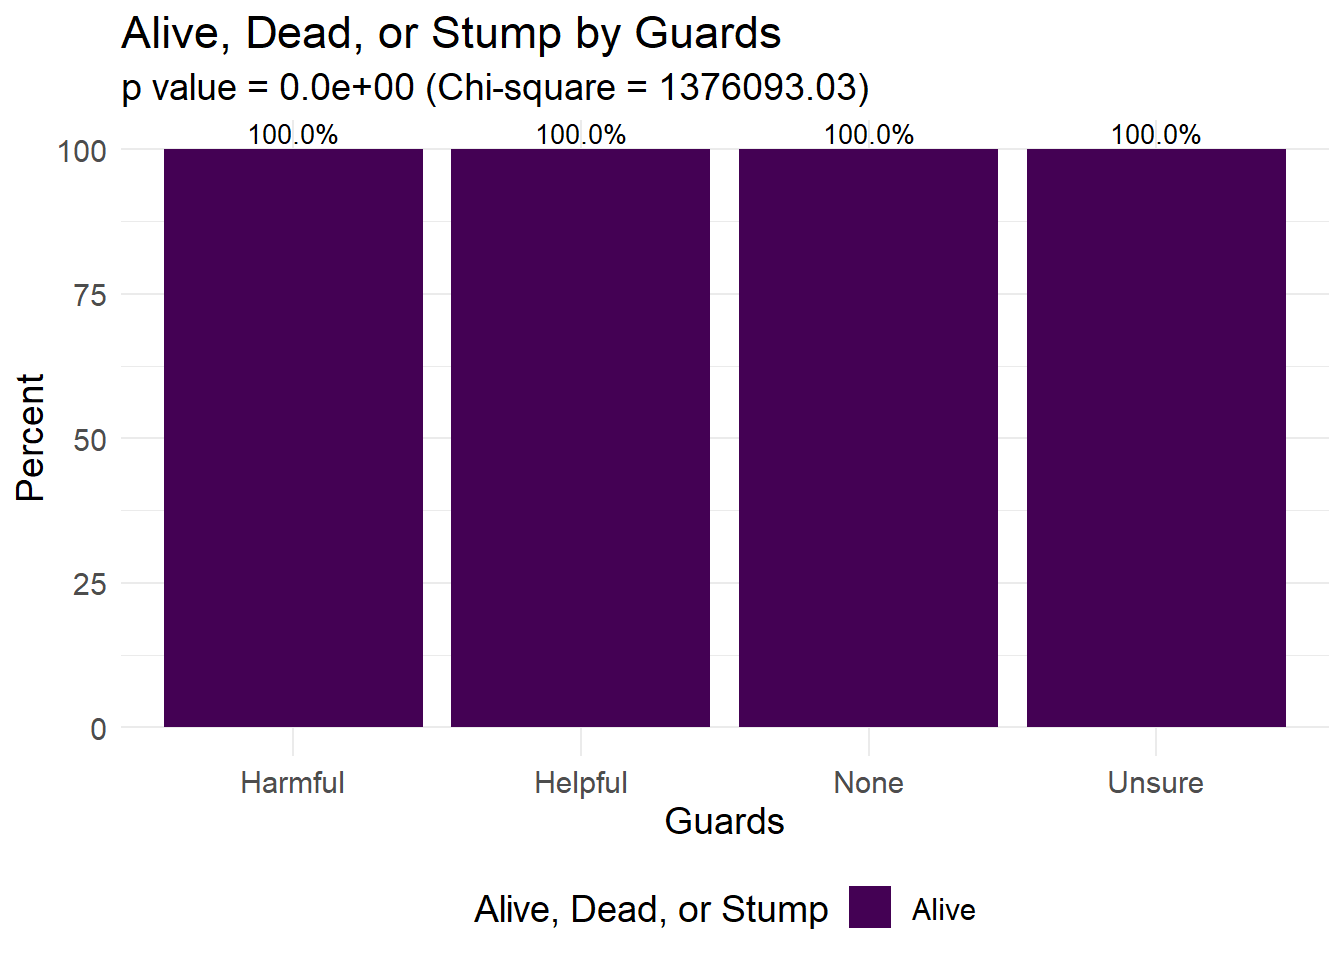 Alive, Dead, or Stump by Guards
p value = 0.0e+00 (Chi-square = 1376093.03)
100.0% 100.0% 100.0% 100.0%
100
75
50
25
0
Percent
Harmful Helpful None Unsure
Guards
Alive, Dead, or Stump Alive